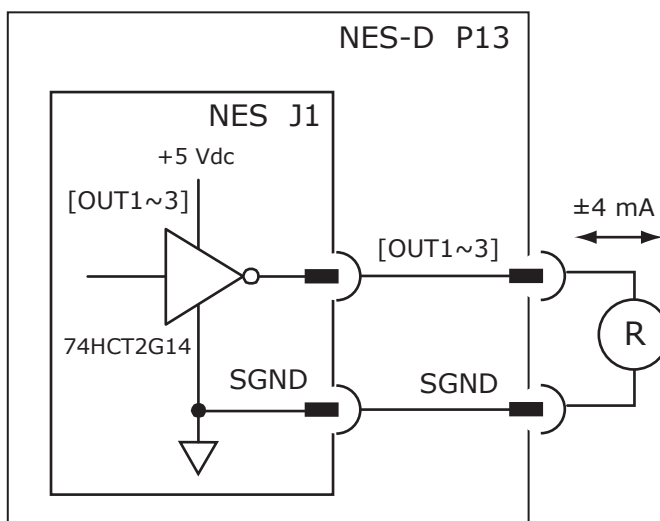 NES-D P13
NES J1
+5 Vdc
[OUT1~3]
±4 mA
[OUT1~3]
R
74HCT2G14
SGND
SGND